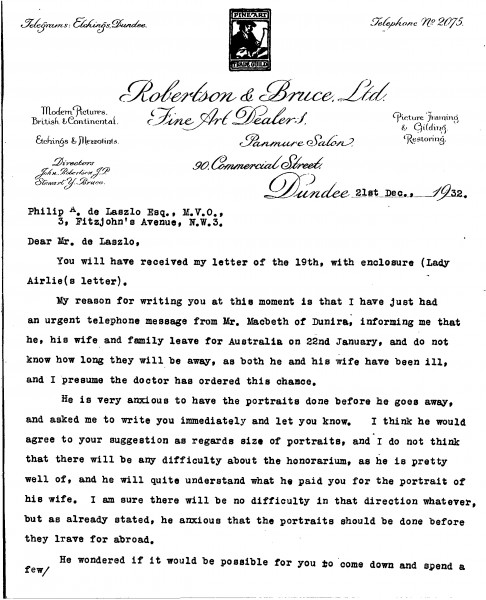 FINE ART
TRADE GUILD
Telegrams: Etchings, Dundee.
Telephone No 2075.
Robertson & Bruce, Ltd.
Fine Art Dealers.
Modern Pictures.
British & Continental.
Etchings & Mezzotints.
Directors
John Robertson, J.P.
Stewart Y. Bruce.
Panmure Salon.
Picture Framing
& Gilding
Restoring.
90, Commercial Street,
Dundee 21st Dec., 1932.
Philip A. de Laszlo Esq., M.V.O.,
3, Fitzjohn's Avenue, N.W.3.
Dear Mr. de Laszlo,
You will have received my letter of the 19th, with enclosure (Lady
Airlie(s letter).
My reason for writing you at this moment is that I have just had
an urgent telephone message from Mr. Macbeth of Dunira, informing me that
he, his wife and family leave for Australia on 22nd January, and do not
know how long they will be away, as both he and his wife have been ill,
and I presume the doctor has ordered this chance.
He is very anxious to have the portraits done before he goes away,
and asked me to write you immediately and let you know. I think he would
agree to your suggestion as regards size of portraits, and I do not think
that there will be any difficulty about the honorarium, as he is pretty
well of, and he will quite understand what he paid you for the portrait of
his wife. I am sure there will be no difficulty in that direction whatever,
but as already stated, he anxious that the portraits should be done before
they lrave for abroad.
He wondered if it would be possible for you to come down and spend a
few/